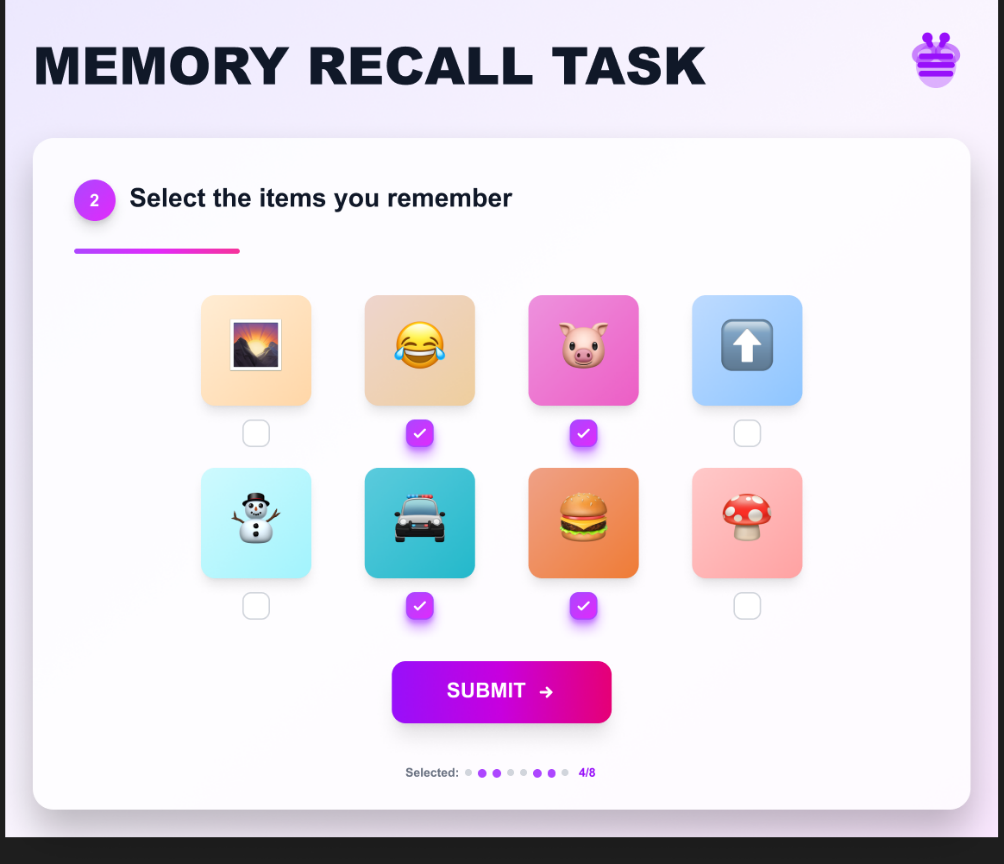 MEMORY RECALL TASK
2
Select the items you remember
SUBMIT
Selected: 4/8